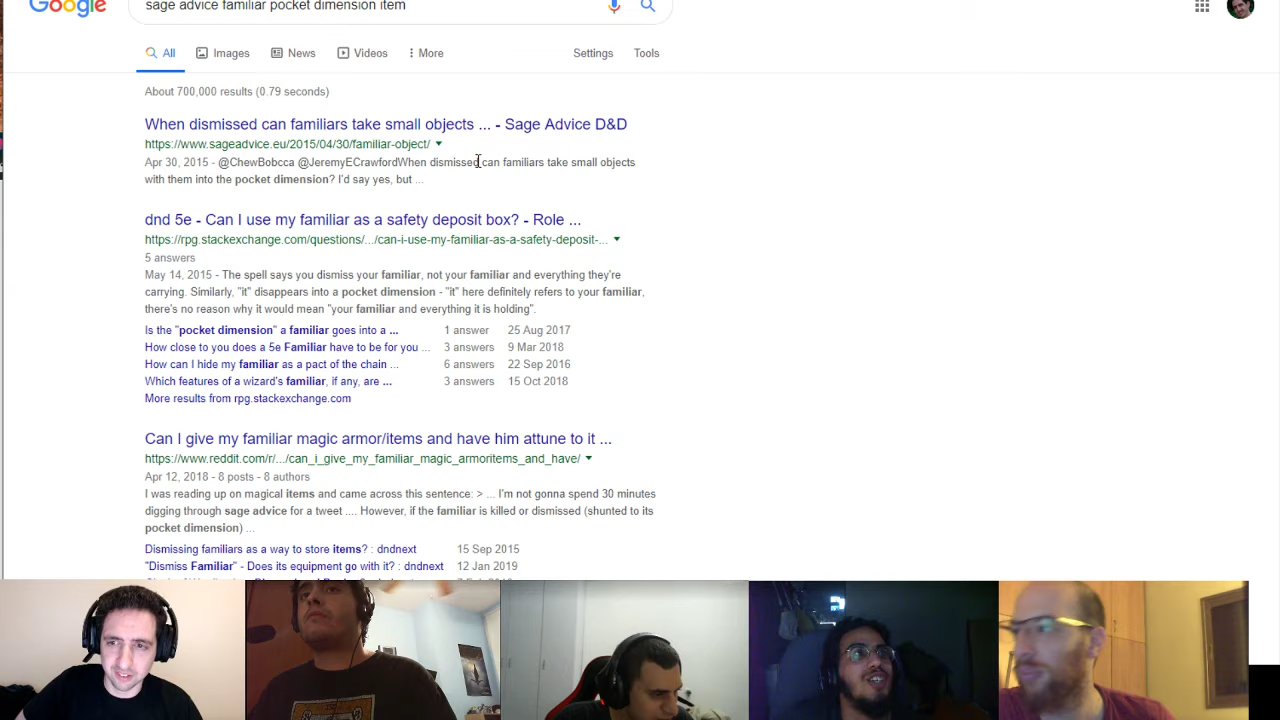 Google
sage advice familiar pocket dimension item
All Images News Videos More Settings Tools
About 700,000 results (0.79 seconds)
When dismissed can familiars take small objects ... - Sage Advice D&D
https://www.sageadvice.eu/2015/04/30/familiar-object/
Apr 30, 2015 - @ChewBobcca @JeremyECrawfordWhen dismissed can familiars take small objects
with them into the pocket dimension? I'd say yes, but ...
dnd 5e - Can I use my familiar as a safety deposit box? - Role ...
https://rpg.stackexchange.com/questions/.../can-i-use-my-familiar-as-a-safety-deposit-...
5 answers
May 14, 2015 - The spell says you dismiss your familiar, not your familiar and everything they're
carrying. Similarly, "it" disappears into a pocket dimension - "it" here definitely refers to your familiar,
there's no reason why it would mean "your familiar and everything it is holding".
Is the "pocket dimension" a familiar goes into a ... 1 answer 25 Aug 2017
How close to you does a 5e Familiar have to be for you ... 3 answers 9 Mar 2018
How can I hide my familiar as a pact of the chain ... 6 answers 22 Sep 2016
Which features of a wizard's familiar, if any, are ... 3 answers 15 Oct 2018
More results from rpg.stackexchange.com
Can I give my familiar magic armor/items and have him attune to it ...
https://www.reddit.com/r/.../can_i_give_my_familiar_magic_armoritems_and_have/
Apr 12, 2018 - 8 posts - 8 authors
I was reading up on magical items and came across this sentence: > ... I'm not gonna spend 30 minutes
digging through sage advice for a tweet .... However, if the familiar is killed or dismissed (shunted to its
pocket dimension) ...
Dismissing familiars as a way to store items? : dndnext 15 Sep 2015
"Dismiss Familiar" - Does its equipment go with it? : dndnext 12 Jan 2019